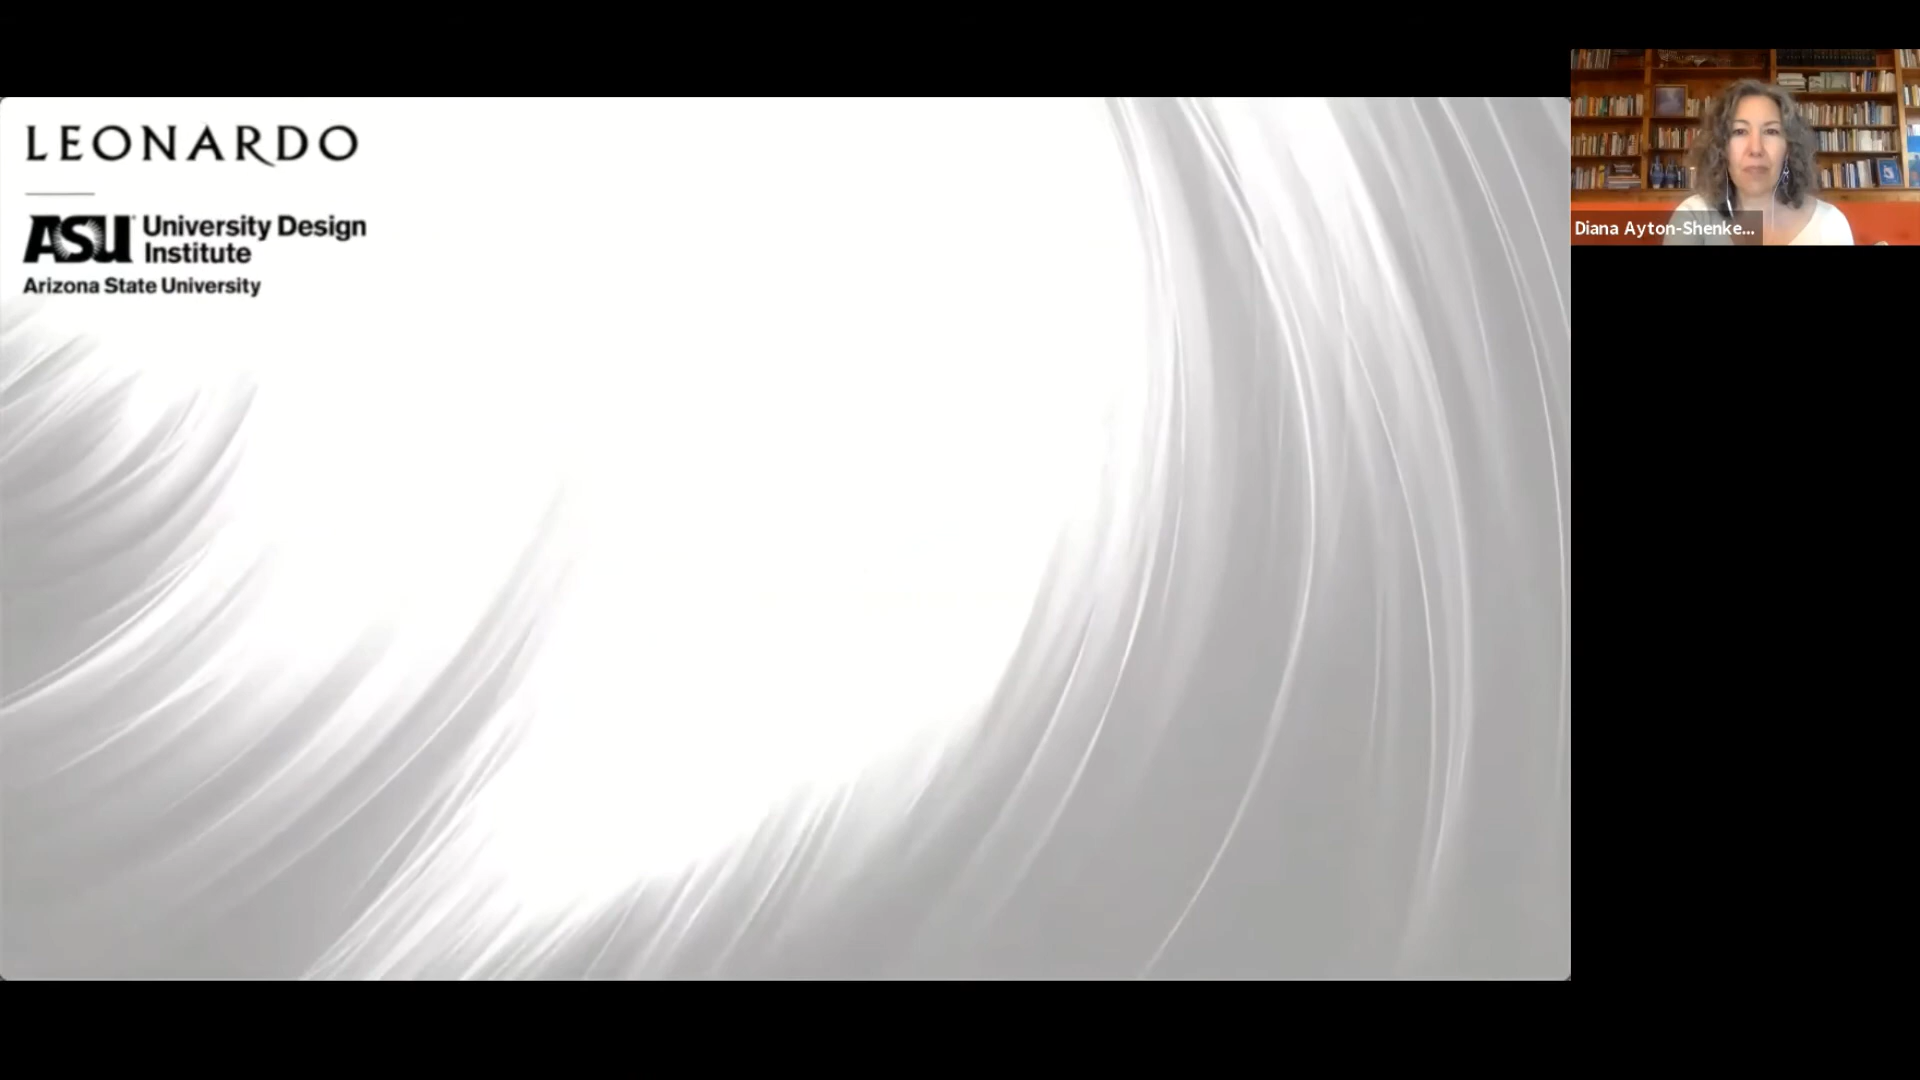 LEONARDO
ASU University Design
Institute
Arizona State University
Diana Ayton-Shenke...